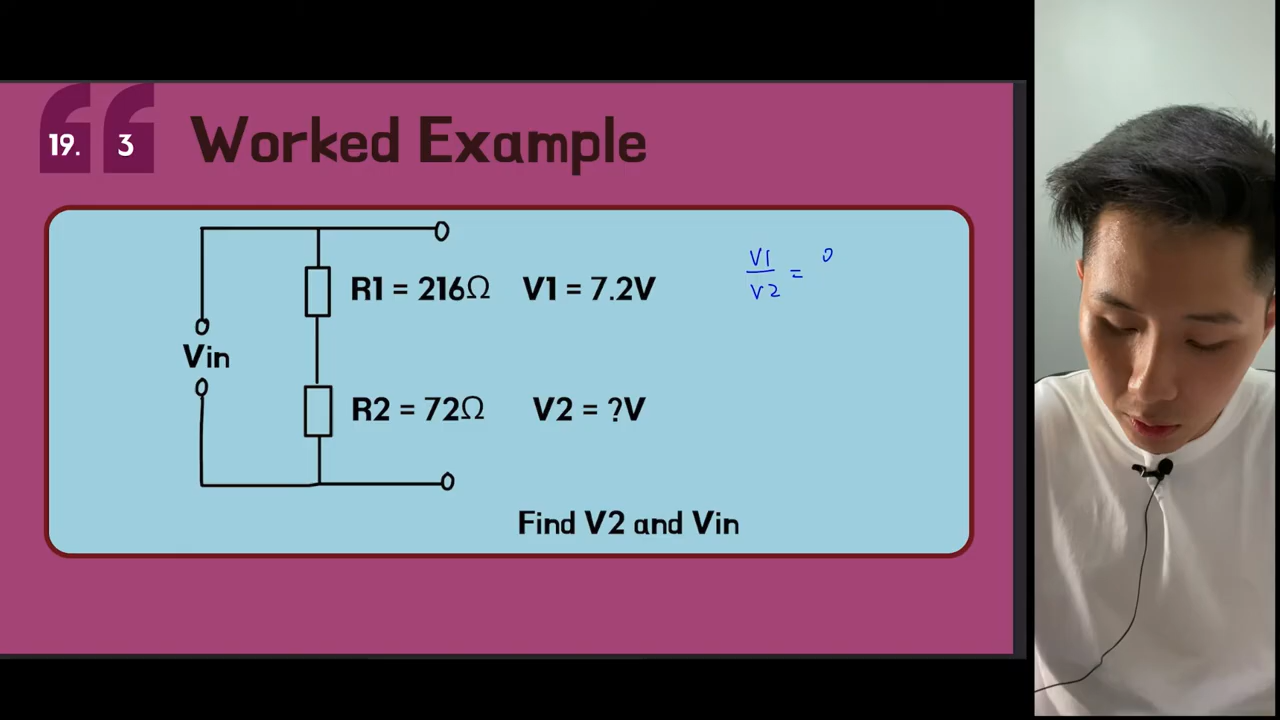 19. 3 Worked Example
R1 = 216Ω V1 = 7.2V
Vin
R2 = 72Ω V2 = ?V
Find V2 and Vin
V1
V2 =